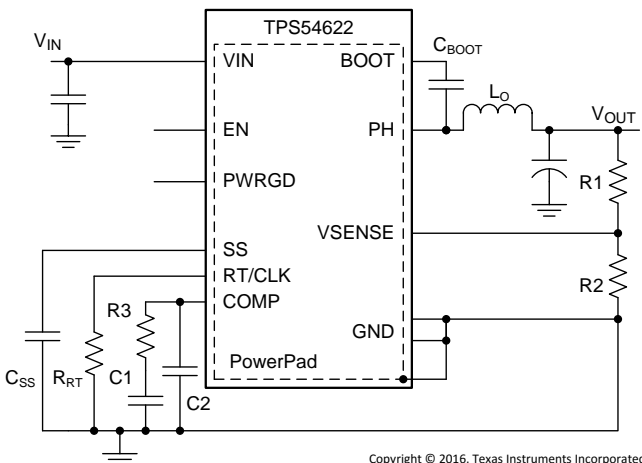 TPS54622
V_IN
VIN
BOOT
C_BOOT
L_O
V_OUT
EN
PH
PWRGD
R1
VSENSE
SS
R2
RT/CLK
R3
COMP
GND
PowerPad
C_SS
R_RT
C1
C2
Copyright © 2016, Texas Instruments Incorporated